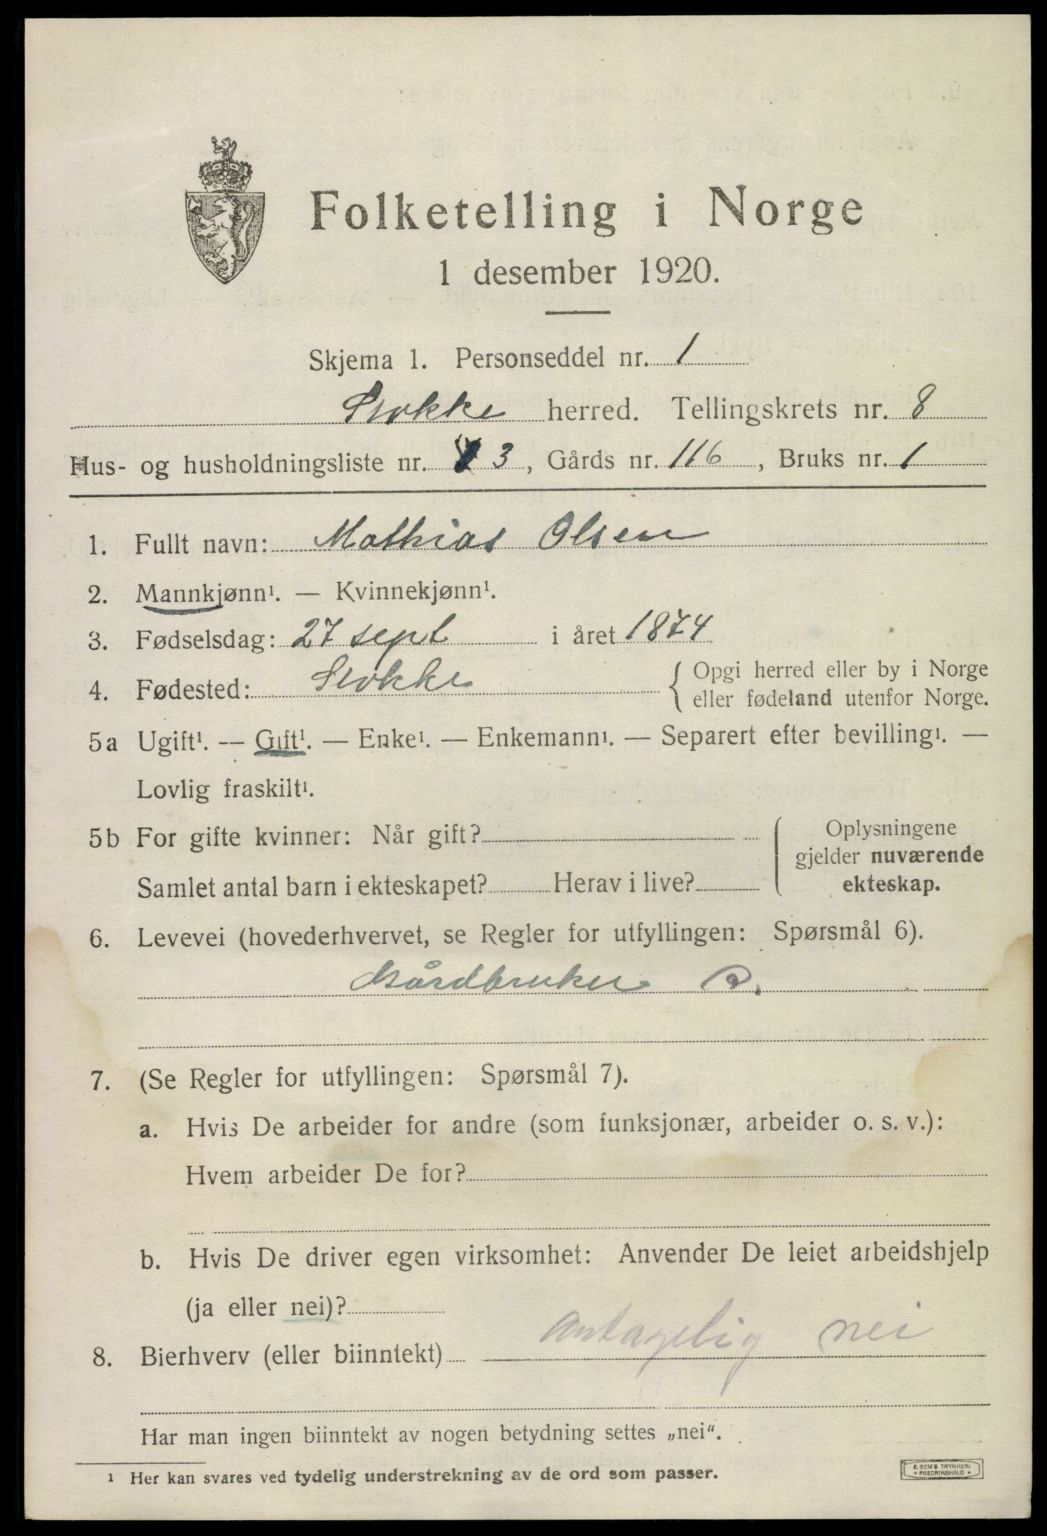 Folketelling i Norge
1 desember 1920.
Skjema 1. Personseddel nr. 1
Stokke herred. Tellingskrets nr. 8
Hus- og husholdningsliste nr. 3, Gårds nr. 116, Bruks nr. 1
1. Fullt navn: Mathias Olsen
2. Mannkjønn¹. — Kvinnekjønn¹.
3. Fødselsdag: 27 sept i året 1874
4. Fødested: Stokke { Opgi herred eller by i Norge
eller fødeland utenfor Norge.
5a Ugift¹. — Gift¹. — Enke¹. — Enkemann¹. — Separert efter bevilling¹. —
Lovlig fraskilt¹.
5b For gifte kvinner: Når gift?
Samlet antal barn i ekteskapet? Herav i live?
Oplysningene
gjelder nuværende
ekteskap.
6. Levevei (hovederhvervet, se Regler for utfyllingen: Spørsmål 6).
Gårdbruker
7. (Se Regler for utfyllingen: Spørsmål 7).
a. Hvis De arbeider for andre (som funksjonær, arbeider o. s. v.):
Hvem arbeider De for?
b. Hvis De driver egen virksomhet: Anvender De leiet arbeidshjelp
(ja eller nei)?
8. Bierhverv (eller biinntekt) antagelig nei
Har man ingen biinntekt av nogen betydning settes „nei“.
¹ Her kan svares ved tydelig understrekning av de ord som passer.
E. SEM'S TRYKKERI
FREDRIKSHALD